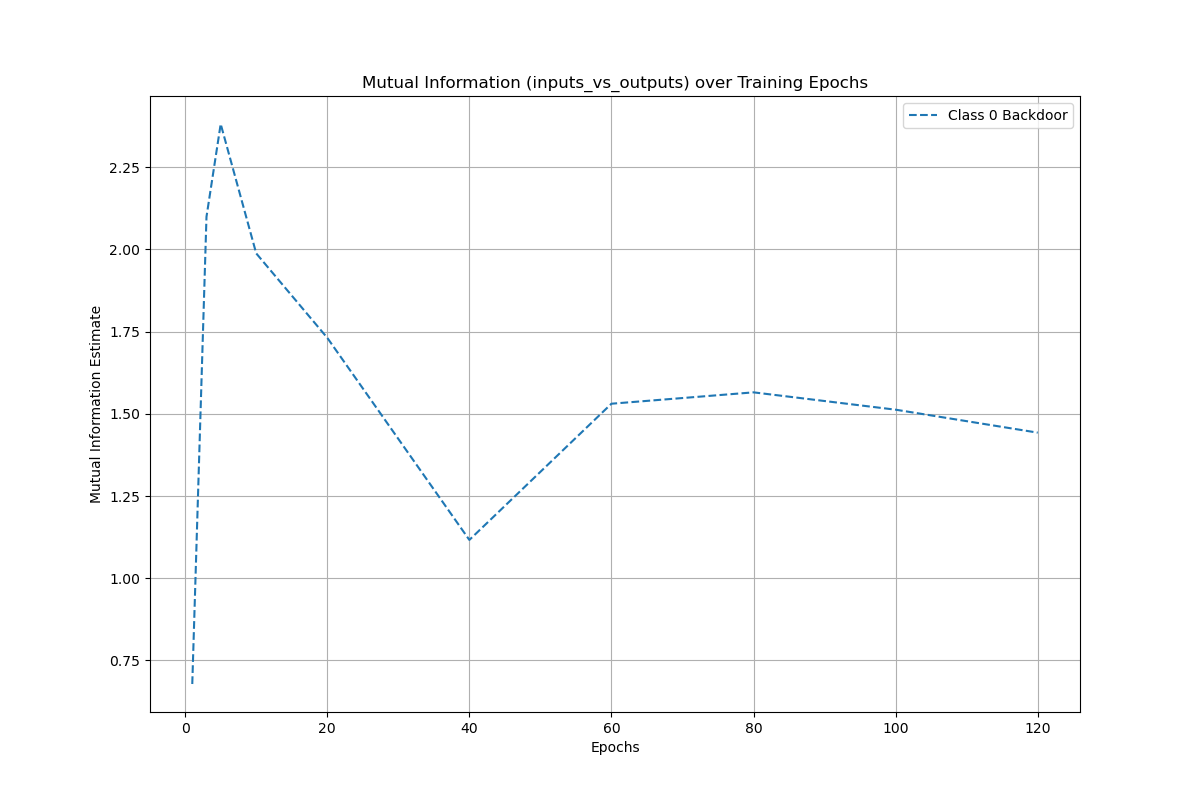 Mutual Information (inputs_vs_outputs) over Training Epochs
Class 0 Backdoor
Mutual Information Estimate
2.25
2.00
1.75
1.50
1.25
1.00
0.75
0 20 40 60 80 100 120
Epochs